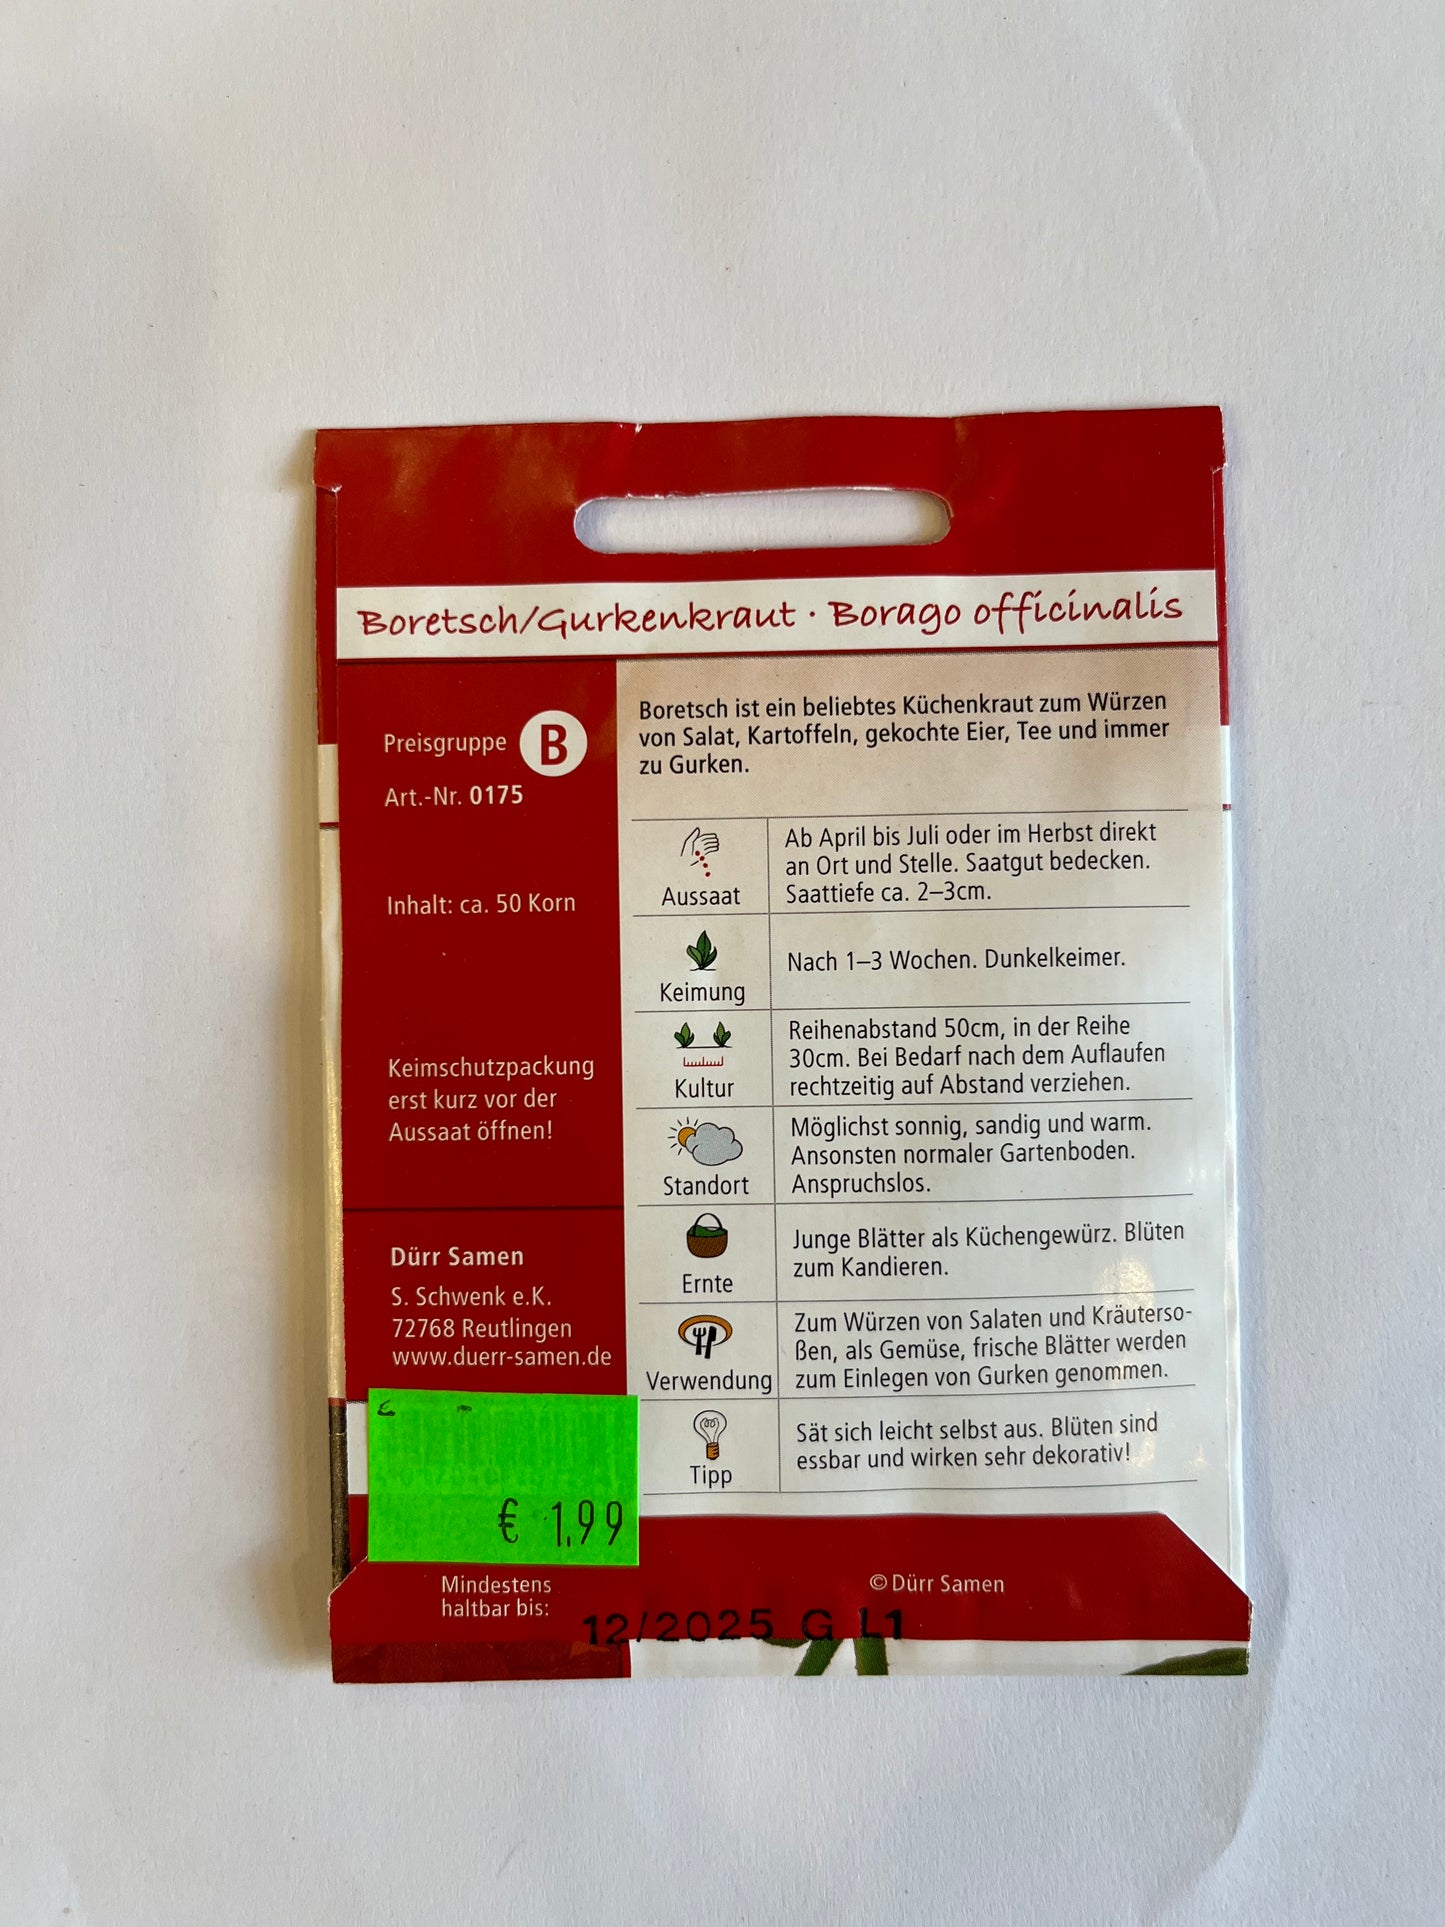 Boretsch/Gurkenkraut · Borago officinalis
Preisgruppe B
Art.-Nr. 0175
Inhalt: ca. 50 Korn
Keimschutzpackung
erst kurz vor der
Aussaat öffnen!
Dürr Samen
S. Schwenk e.K.
72768 Reutlingen
www.duerr-samen.de
€ 1,99
Mindestens
haltbar bis:
12/2025 G L1
Boretsch ist ein beliebtes Küchenkraut zum Würzen
von Salat, Kartoffeln, gekochte Eier, Tee und immer
zu Gurken.
Aussaat
Ab April bis Juli oder im Herbst direkt
an Ort und Stelle. Saatgut bedecken.
Saattiefe ca. 2–3cm.
Keimung
Nach 1–3 Wochen. Dunkelkeimer.
Kultur
Reihenabstand 50cm, in der Reihe
30cm. Bei Bedarf nach dem Auflaufen
rechtzeitig auf Abstand verziehen.
Standort
Möglichst sonnig, sandig und warm.
Ansonsten normaler Gartenboden.
Anspruchslos.
Ernte
Junge Blätter als Küchengewürz. Blüten
zum Kandieren.
Verwendung
Zum Würzen von Salaten und Kräuterso-
ßen, als Gemüse, frische Blätter werden
zum Einlegen von Gurken genommen.
Tipp
Sät sich leicht selbst aus. Blüten sind
essbar und wirken sehr dekorativ!
© Dürr Samen